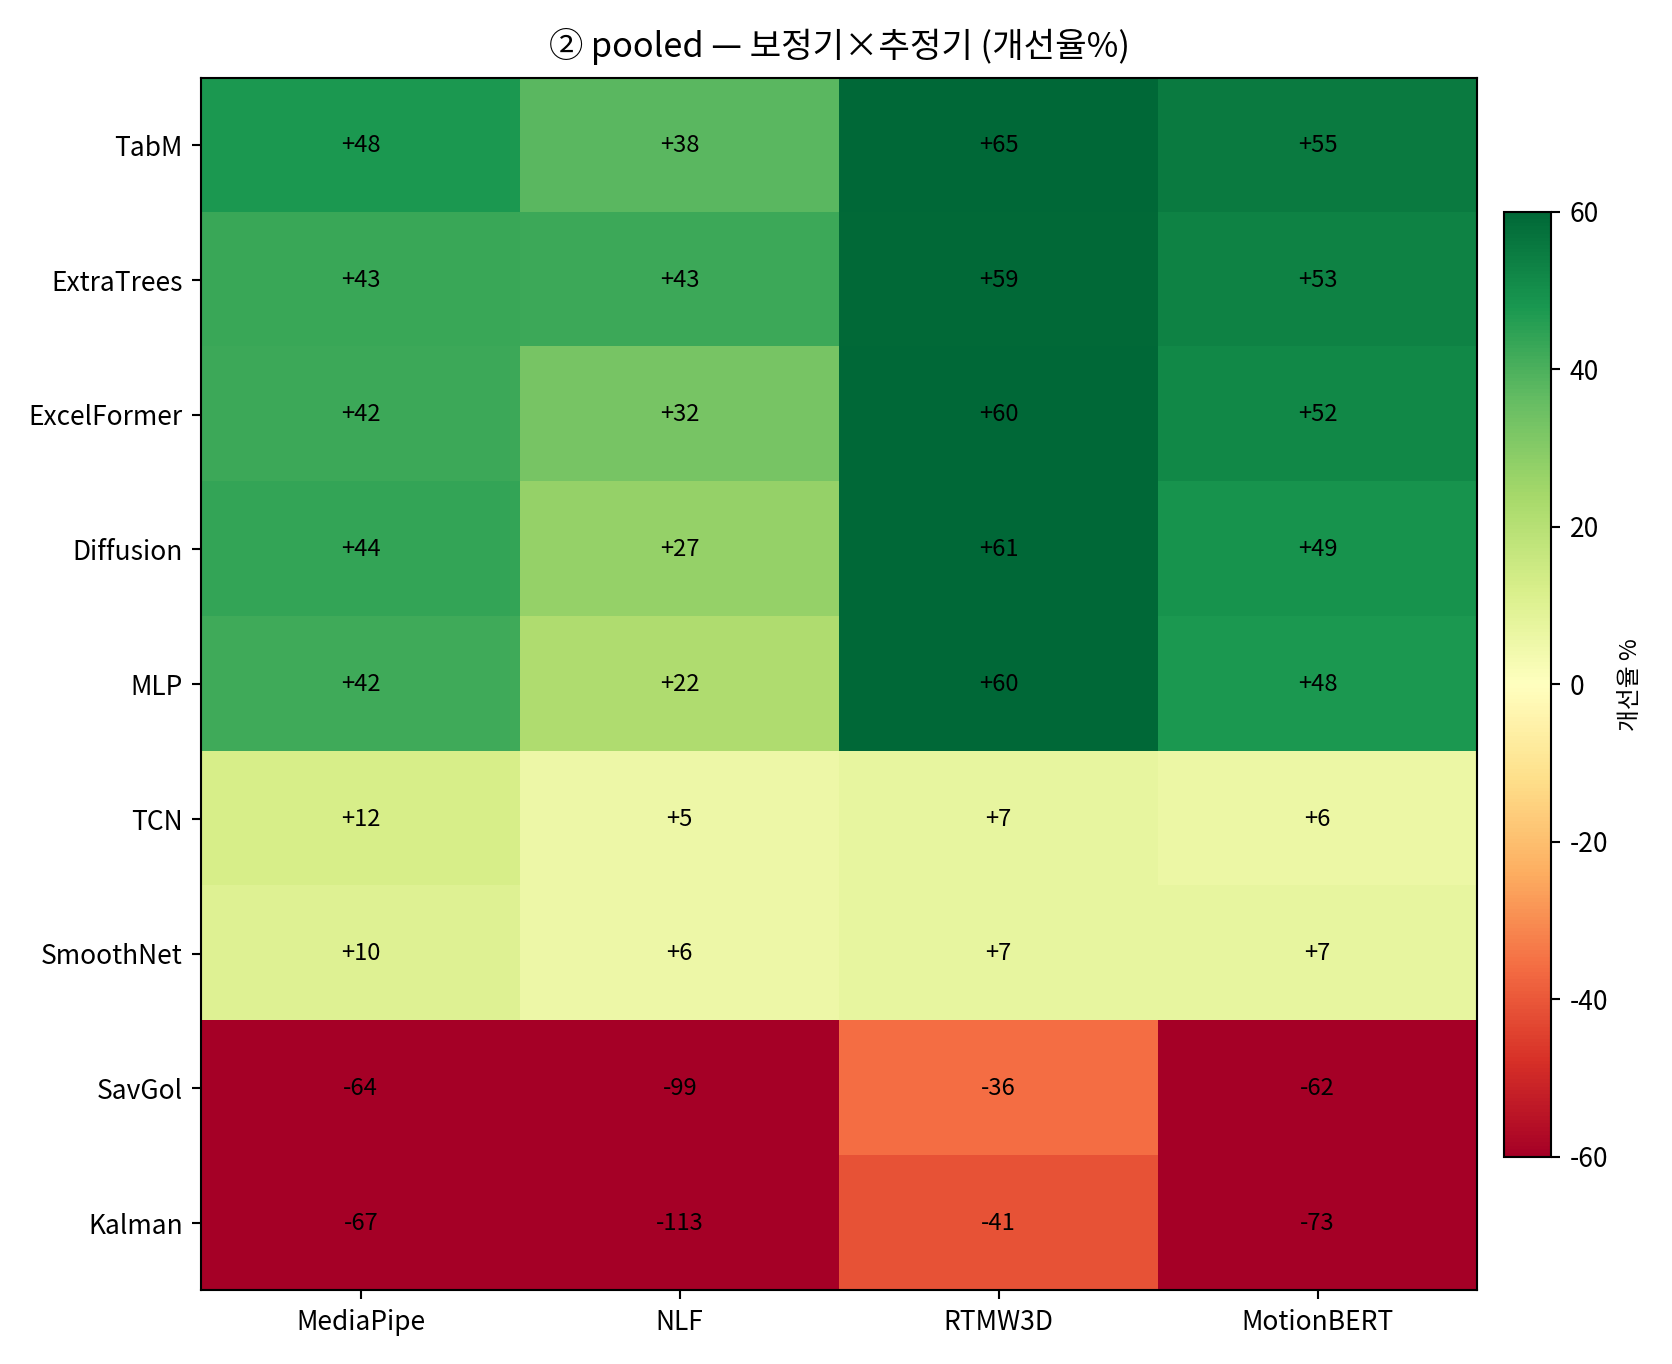 ② pooled — 보정기×추정기 (개선율%)
TabM +48 +38 +65 +55
ExtraTrees +43 +43 +59 +53
ExcelFormer +42 +32 +60 +52
Diffusion +44 +27 +61 +49
MLP +42 +22 +60 +48
TCN +12 +5 +7 +6
SmoothNet +10 +6 +7 +7
SavGol -64 -99 -36 -62
Kalman -67 -113 -41 -73
MediaPipe NLF RTMW3D MotionBERT
60
40
20
0
-20
-40
-60
개선율 %